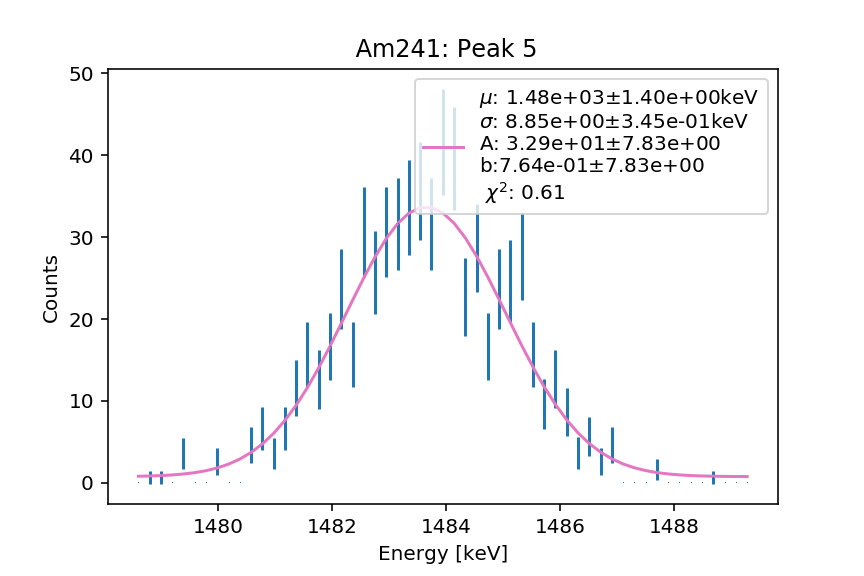 Am241: Peak 5
50
40
30
20
10
0
Counts
μ: 1.48e+03±1.40e+00keV
σ: 8.85e+00±3.45e-01keV
A: 3.29e+01±7.83e+00
b:7.64e-01±7.83e+00
χ²: 0.61
1480 1482 1484 1486 1488
Energy [keV]